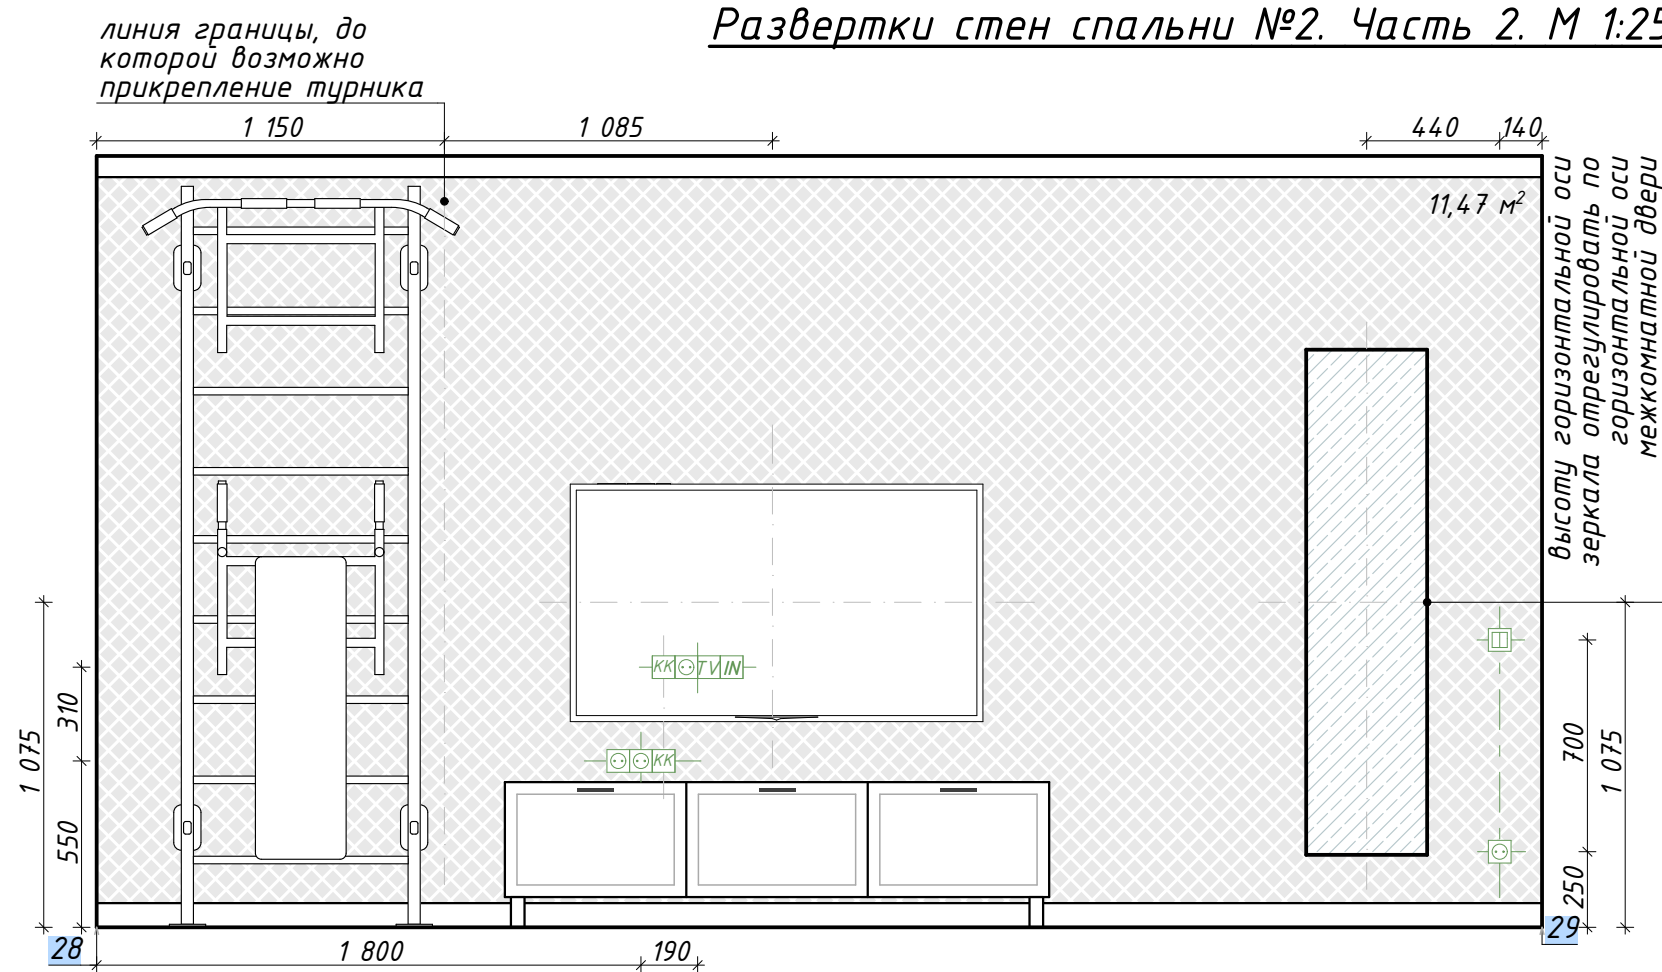 Развертки стен спальни №2. Часть 2. М 1:25
линия границы, до
которой возможно
прикрепление турника
1 150
1 085
440
140
11,47 м²
высоту горизонтальной оси
зеркала отрегулировать по
горизонтальной оси
межкомнатной двери
КК TV IN
КК
1 075
310
550
700
1 075
250
28
29
1 800
190